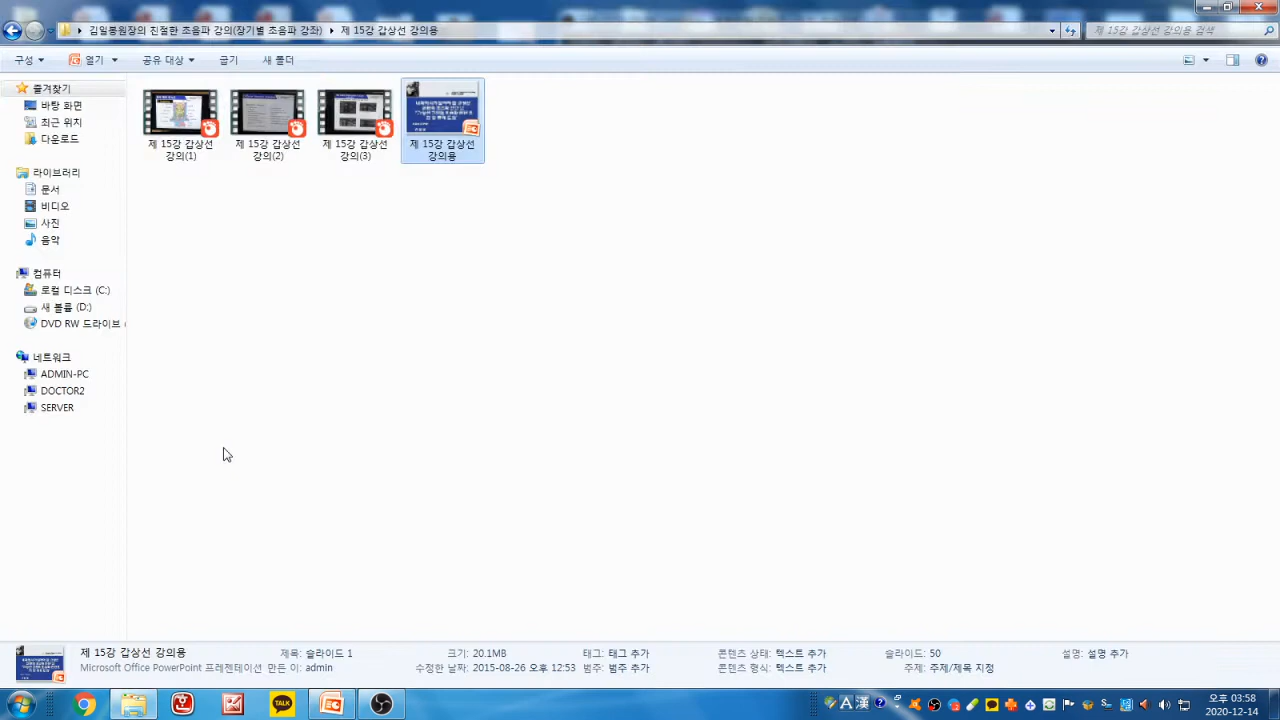 김일봉원장의 친절한 초음파 강의(장기별 초음파 강좌) ▸ 제 15강 갑상선 강의용
제 15강 갑상선 강의용 검색
구성 열기 공유 대상 굽기 새 폴더
즐겨찾기
바탕 화면
최근 위치
다운로드
라이브러리
문서
비디오
사진
음악
컴퓨터
로컬 디스크 (C:)
새 볼륨 (D:)
DVD RW 드라이브 (
네트워크
ADMIN-PC
DOCTOR2
SERVER
제 15강 갑상선
강의(1)
제 15강 갑상선
강의(2)
제 15강 갑상선
강의(3)
제 15강 갑상선
강의용
제 15강 갑상선 강의용 제목: 슬라이드 1 크기: 20.1MB 태그: 태그 추가 콘텐츠 상태: 텍스트 추가 슬라이드: 50 설명: 설명 추가
Microsoft Office PowerP 만든 이: admin 수정한 날짜: 오후 12:53 범주: 범주 추가 콘텐츠 형식: 텍스트 추가 주제: 주제/제목 지정
TALK
A 漢
오후 03:58
2020-12-14